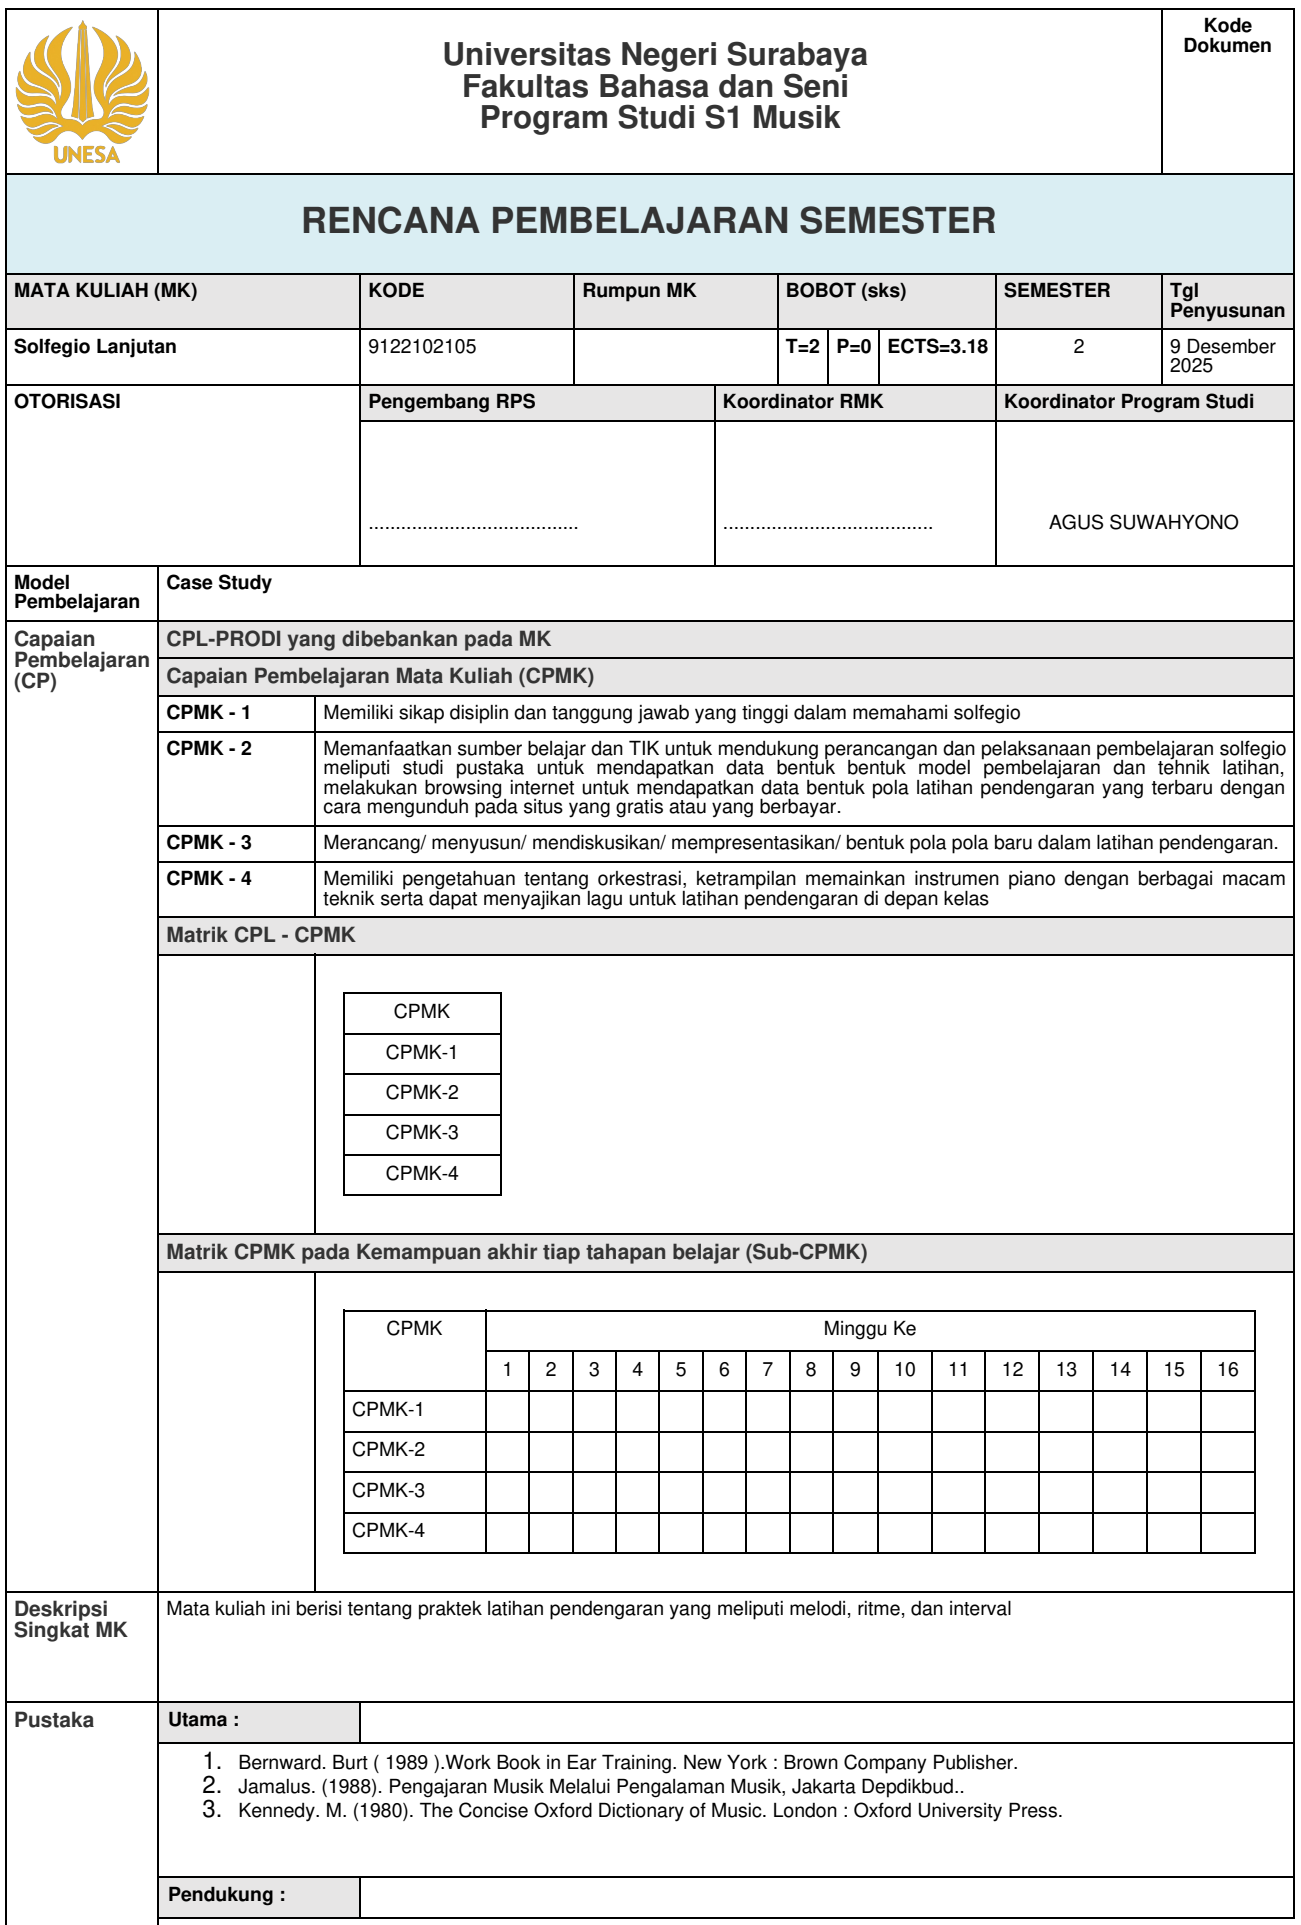 UNESA
Universitas Negeri Surabaya
Fakultas Bahasa dan Seni
Program Studi S1 Musik
Kode
Dokumen
RENCANA PEMBELAJARAN SEMESTER
MATA KULIAH (MK) KODE Rumpun MK BOBOT (sks) SEMESTER Tgl
Penyusunan
Solfegio Lanjutan 9122102105 T=2 P=0 ECTS=3.18 2 9 Desember
2025
OTORISASI Pengembang RPS Koordinator RMK Koordinator Program Studi
....................................... ....................................... AGUS SUWAHYONO
Model
Pembelajaran
Case Study
Capaian
Pembelajaran
(CP)
CPL-PRODI yang dibebankan pada MK
Capaian Pembelajaran Mata Kuliah (CPMK)
CPMK - 1 Memiliki sikap disiplin dan tanggung jawab yang tinggi dalam memahami solfegio
CPMK - 2 Memanfaatkan sumber belajar dan TIK untuk mendukung perancangan dan pelaksanaan pembelajaran solfegio
meliputi studi pustaka untuk mendapatkan data bentuk bentuk model pembelajaran dan tehnik latihan,
melakukan browsing internet untuk mendapatkan data bentuk pola latihan pendengaran yang terbaru dengan
cara mengunduh pada situs yang gratis atau yang berbayar.
CPMK - 3 Merancang/ menyusun/ mendiskusikan/ mempresentasikan/ bentuk pola pola baru dalam latihan pendengaran.
CPMK - 4 Memiliki pengetahuan tentang orkestrasi, ketrampilan memainkan instrumen piano dengan berbagai macam
teknik serta dapat menyajikan lagu untuk latihan pendengaran di depan kelas
Matrik CPL - CPMK
CPMK
CPMK-1
CPMK-2
CPMK-3
CPMK-4
Matrik CPMK pada Kemampuan akhir tiap tahapan belajar (Sub-CPMK)
CPMK Minggu Ke
1 2 3 4 5 6 7 8 9 10 11 12 13 14 15 16
CPMK-1
CPMK-2
CPMK-3
CPMK-4
Deskripsi
Singkat MK
Mata kuliah ini berisi tentang praktek latihan pendengaran yang meliputi melodi, ritme, dan interval
Pustaka Utama :
1. Bernward. Burt ( 1989 ).Work Book in Ear Training. New York : Brown Company Publisher.
2. Jamalus. (1988). Pengajaran Musik Melalui Pengalaman Musik, Jakarta Depdikbud..
3. Kennedy. M. (1980). The Concise Oxford Dictionary of Music. London : Oxford University Press.
Pendukung :